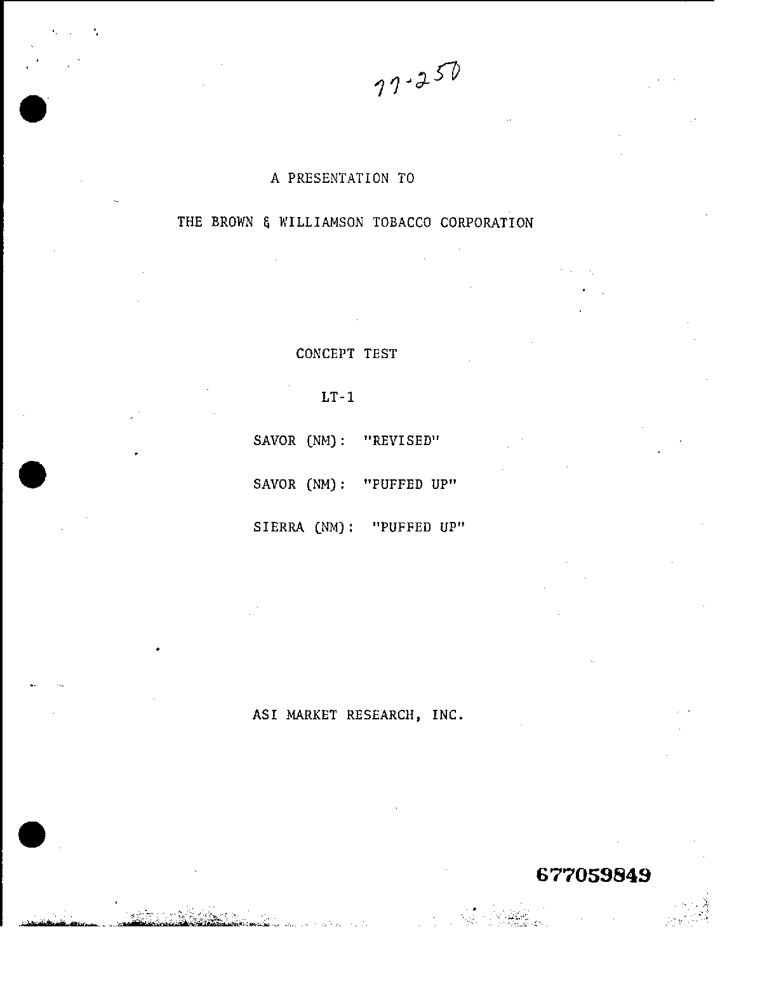 77-250
A PRESENTATION TO
THE BROWN & WILLIAMSON TOBACCO CORPORATION
CONCEPT TEST
LT-1
SAVOR (NM): "REVISED"
SAVOR (NM): "PUFFED UP"
SIERRA (NM): "PUFFED UP"
ASI MARKET RESEARCH, INC.
677059849